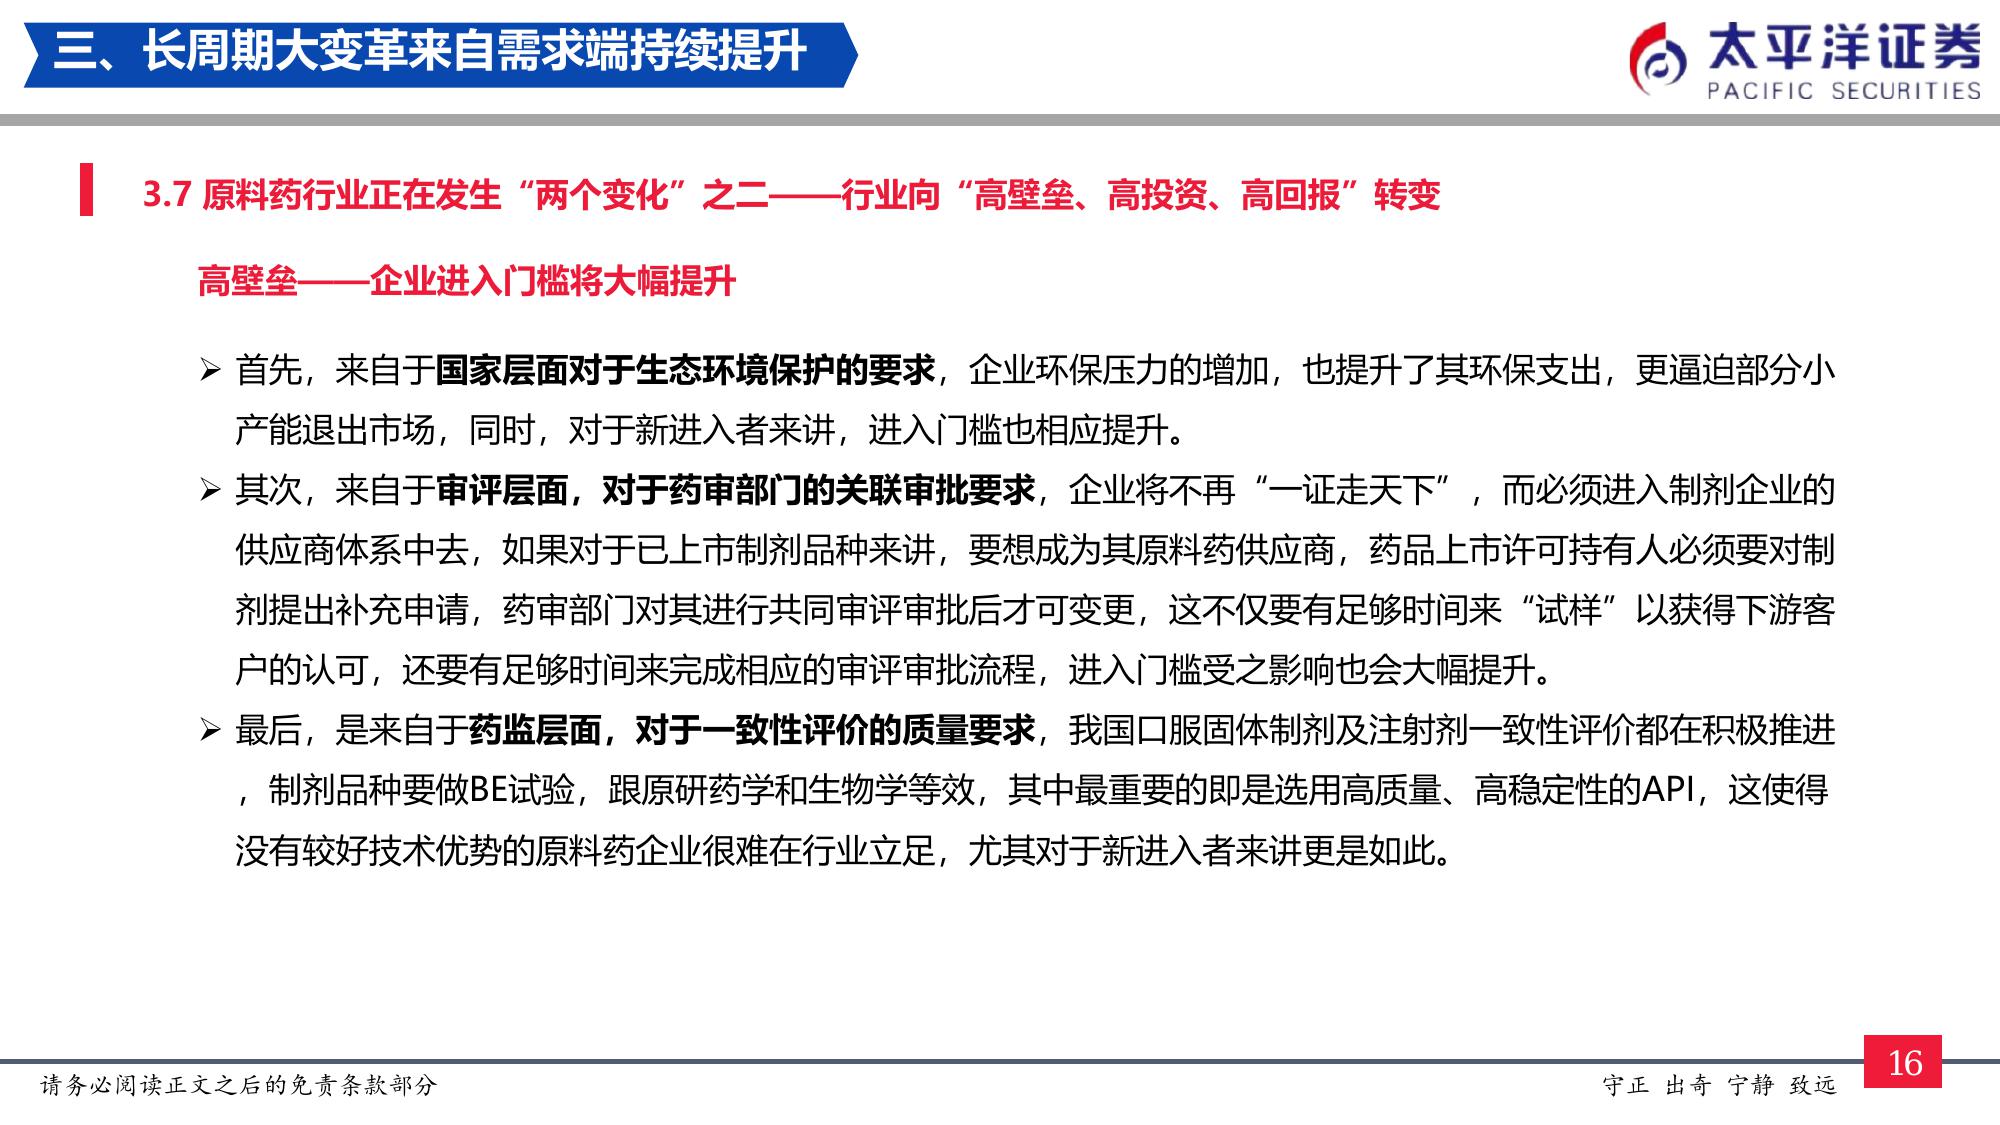 三、长周期大变革来自需求端持续提升
太平洋证券
PACIFIC SECURITIES
3.7 原料药行业正在发生“两个变化”之二——行业向“高壁垒、高投资、高回报”转变
高壁垒——企业进入门槛将大幅提升
➢ 首先，来自于国家层面对于生态环境保护的要求，企业环保压力的增加，也提升了其环保支出，更逼迫部分小
产能退出市场，同时，对于新进入者来讲，进入门槛也相应提升。
➢ 其次，来自于审评层面，对于药审部门的关联审批要求，企业将不再“一证走天下”，而必须进入制剂企业的
供应商体系中去，如果对于已上市制剂品种来讲，要想成为其原料药供应商，药品上市许可持有人必须要对制
剂提出补充申请，药审部门对其进行共同审评审批后才可变更，这不仅要有足够时间来“试样”以获得下游客
户的认可，还要有足够时间来完成相应的审评审批流程，进入门槛受之影响也会大幅提升。
➢ 最后，是来自于药监层面，对于一致性评价的质量要求，我国口服固体制剂及注射剂一致性评价都在积极推进
，制剂品种要做BE试验，跟原研药学和生物学等效，其中最重要的即是选用高质量、高稳定性的API，这使得
没有较好技术优势的原料药企业很难在行业立足，尤其对于新进入者来讲更是如此。
请务必阅读正文之后的免责条款部分
守正 出奇 宁静 致远
16